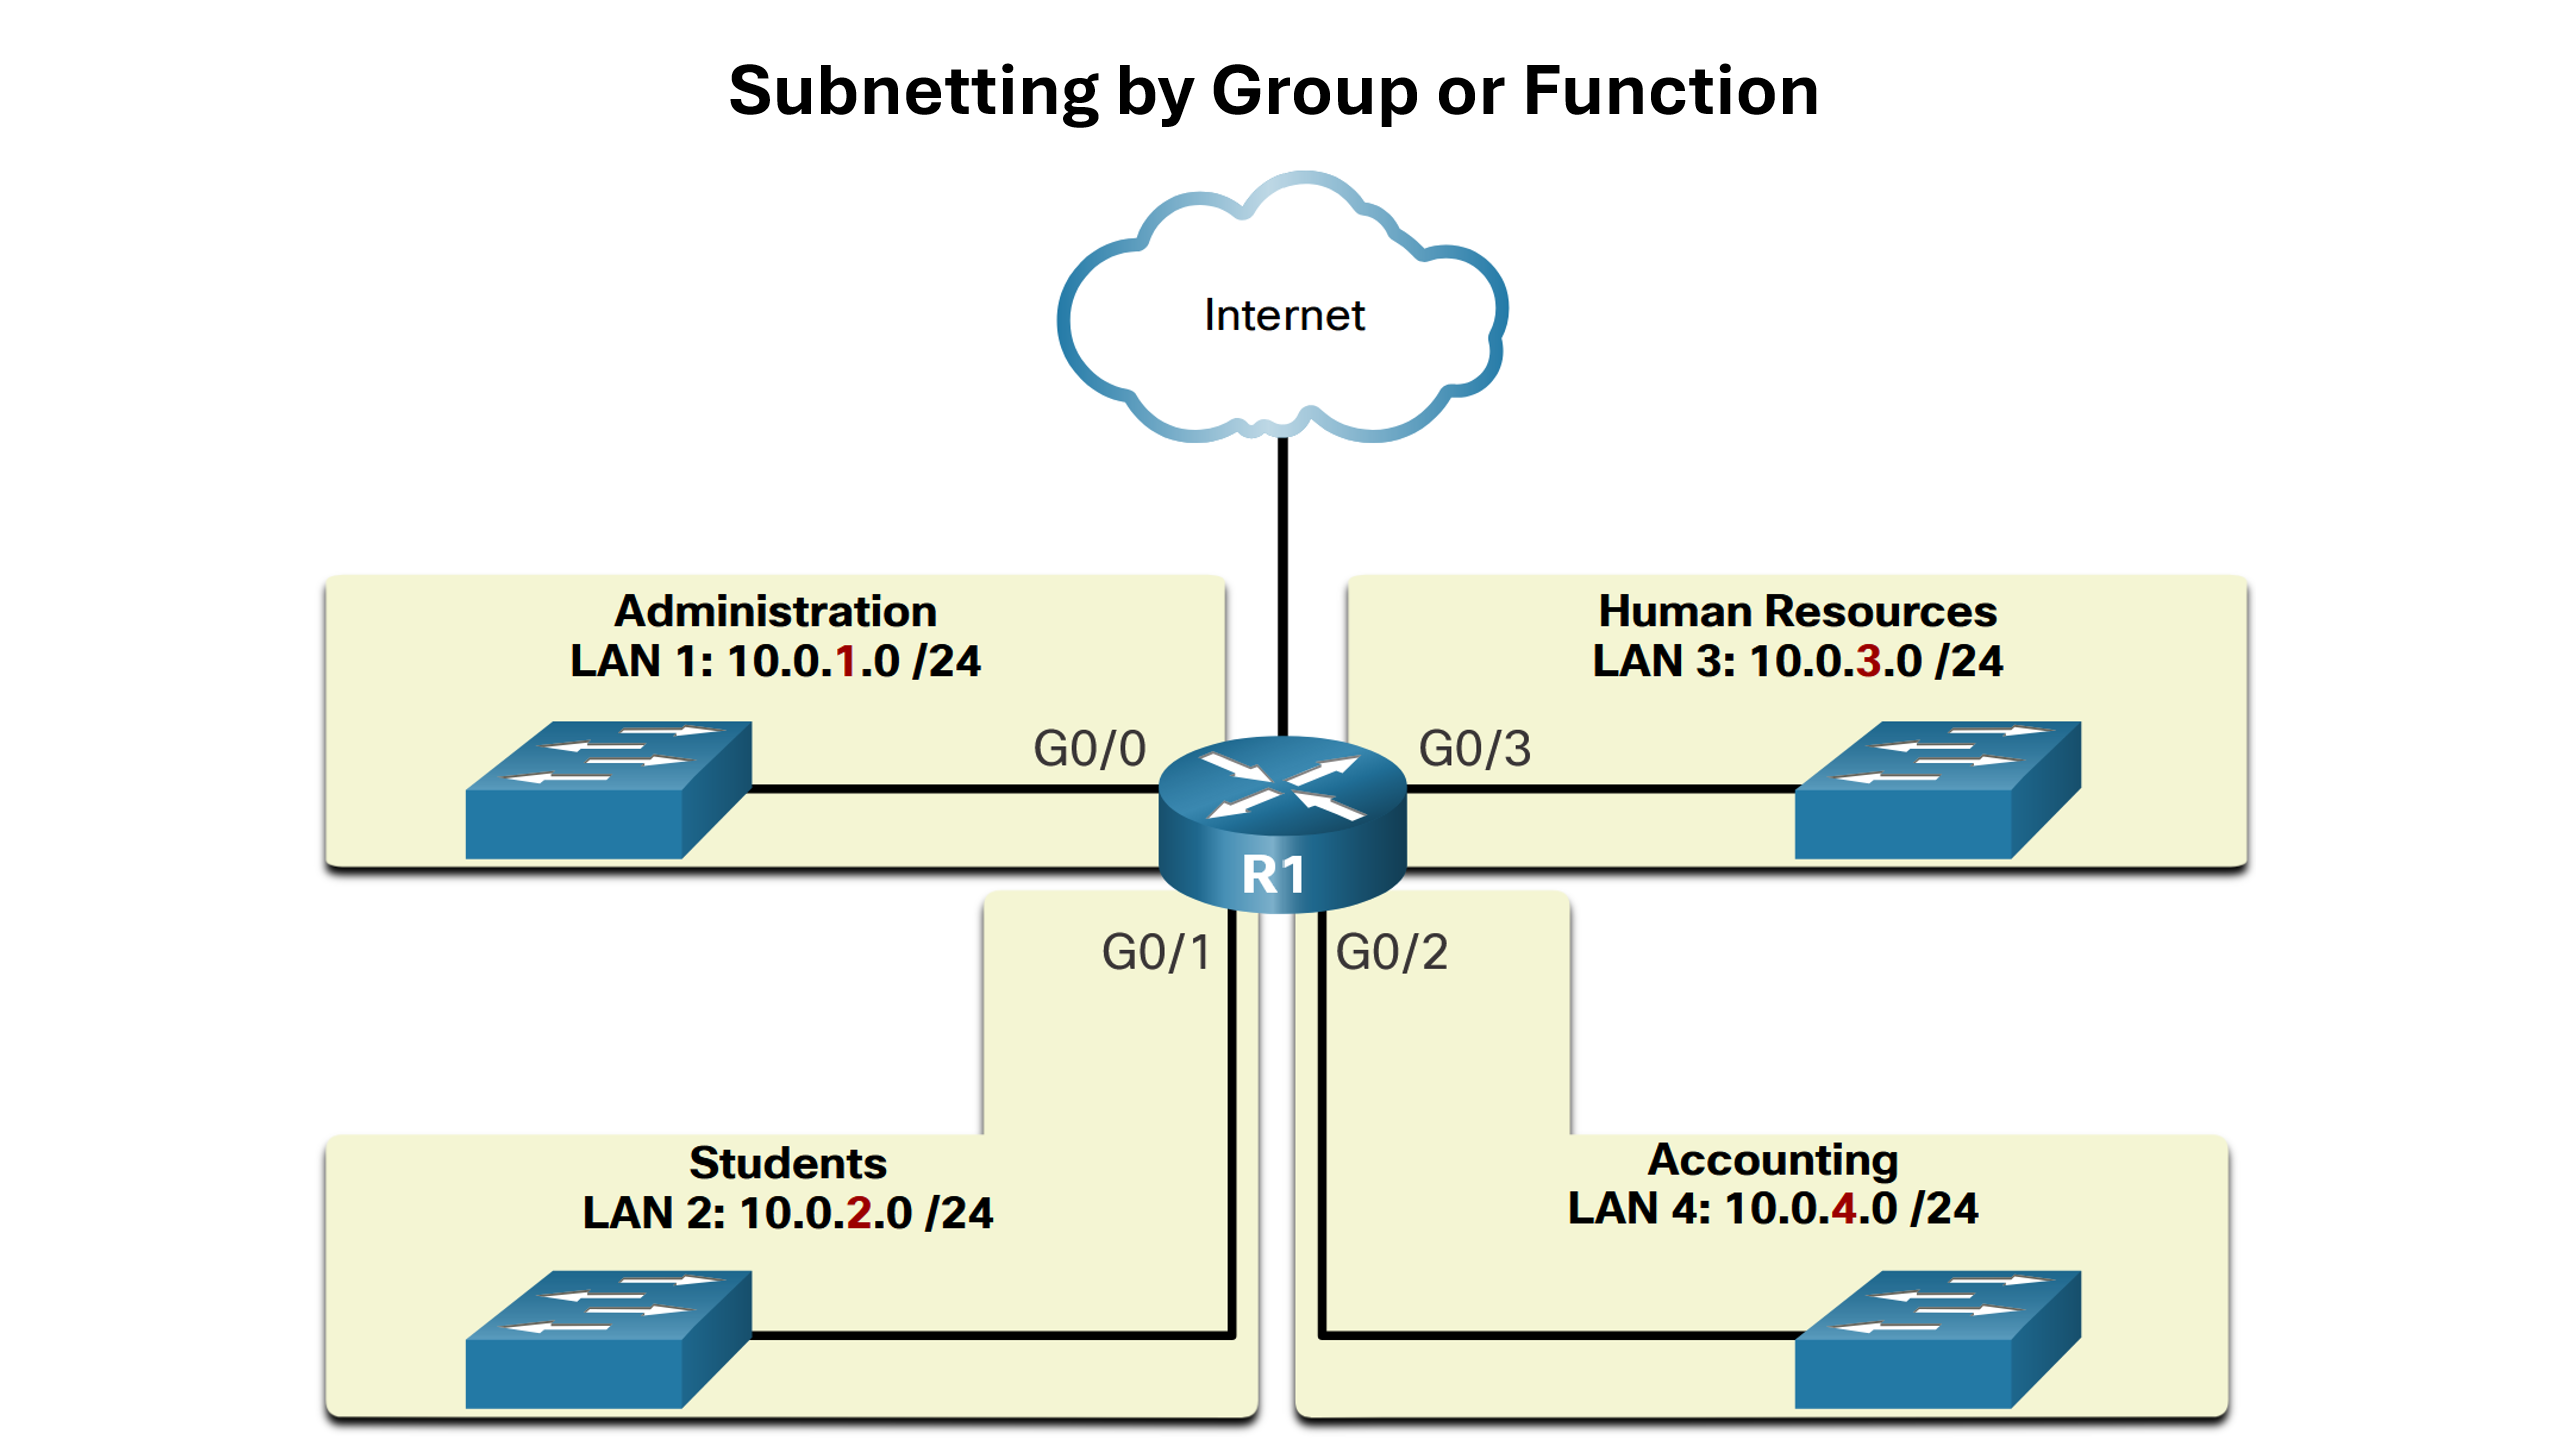 Subnetting by Group or Function
Internet
Administration
LAN 1: 10.0.1.0 /24
Human Resources
LAN 3: 10.0.3.0 /24
G0/0
G0/3
R1
G0/1
G0/2
Students
LAN 2: 10.0.2.0 /24
Accounting
LAN 4: 10.0.4.0 /24